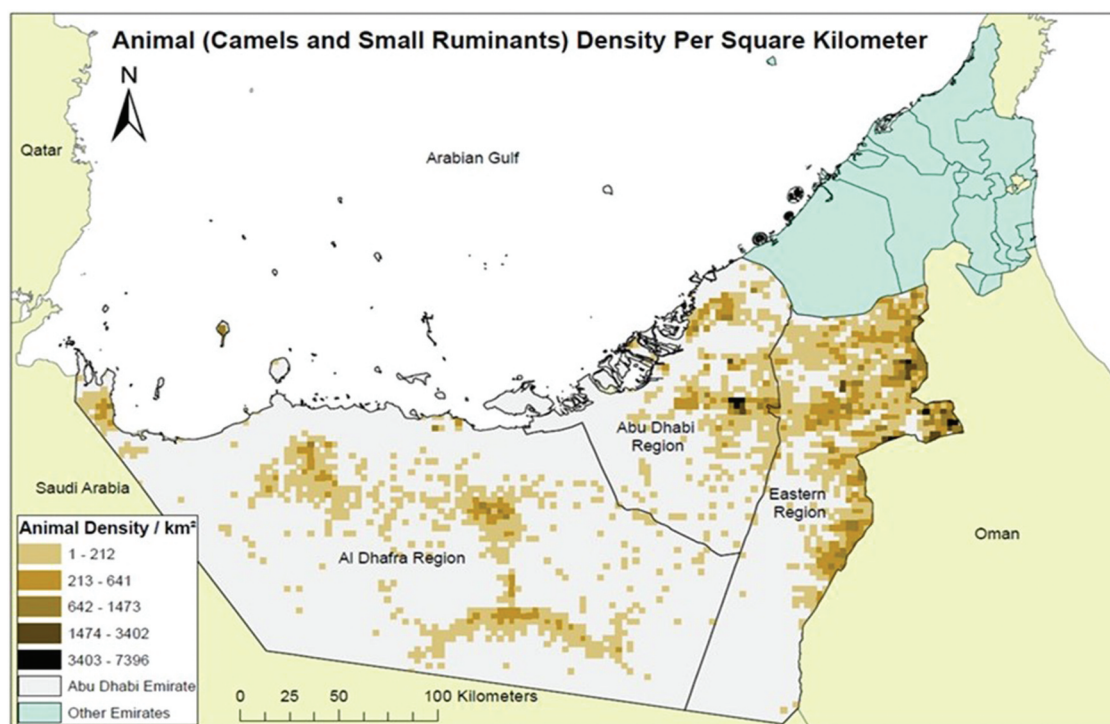 Animal (Camels and Small Ruminants) Density Per Square Kilometer
N
Qatar
Arabian Gulf
Abu Dhabi
Region
Saudi Arabia
Eastern
Region
Oman
Al Dhafra Region
Animal Density / km²
1 - 212
213 - 641
642 - 1473
1474 - 3402
3403 - 7396
Abu Dhabi Emirate
Other Emirates
0 25 50 100 Kilometers